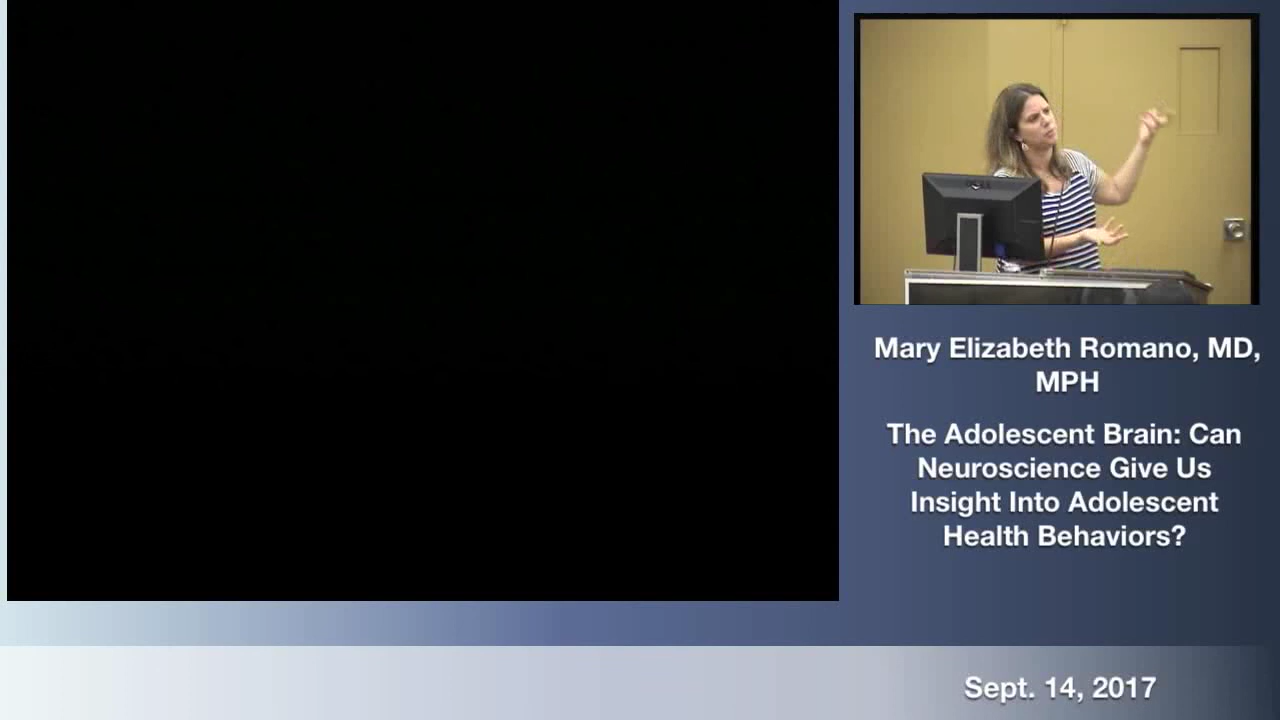 DELL
Mary Elizabeth Romano, MD,
MPH
The Adolescent Brain: Can
Neuroscience Give Us
Insight Into Adolescent
Health Behaviors?
Sept. 14, 2017